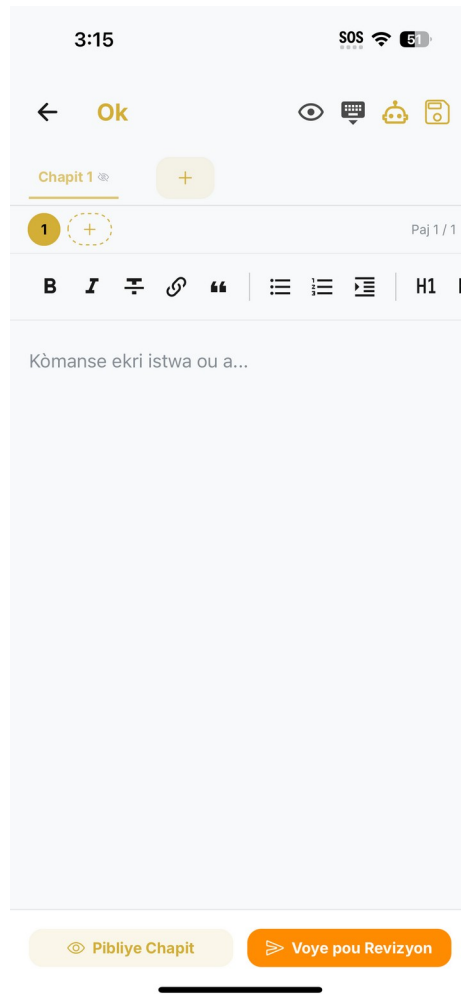 3:15 SOS 51
Ok
Chapit 1 +
1 + Paj 1 / 1
B I T H1
Kòmanse ekri istwa ou a...
Pibliye Chapit Voye pou Revizyon